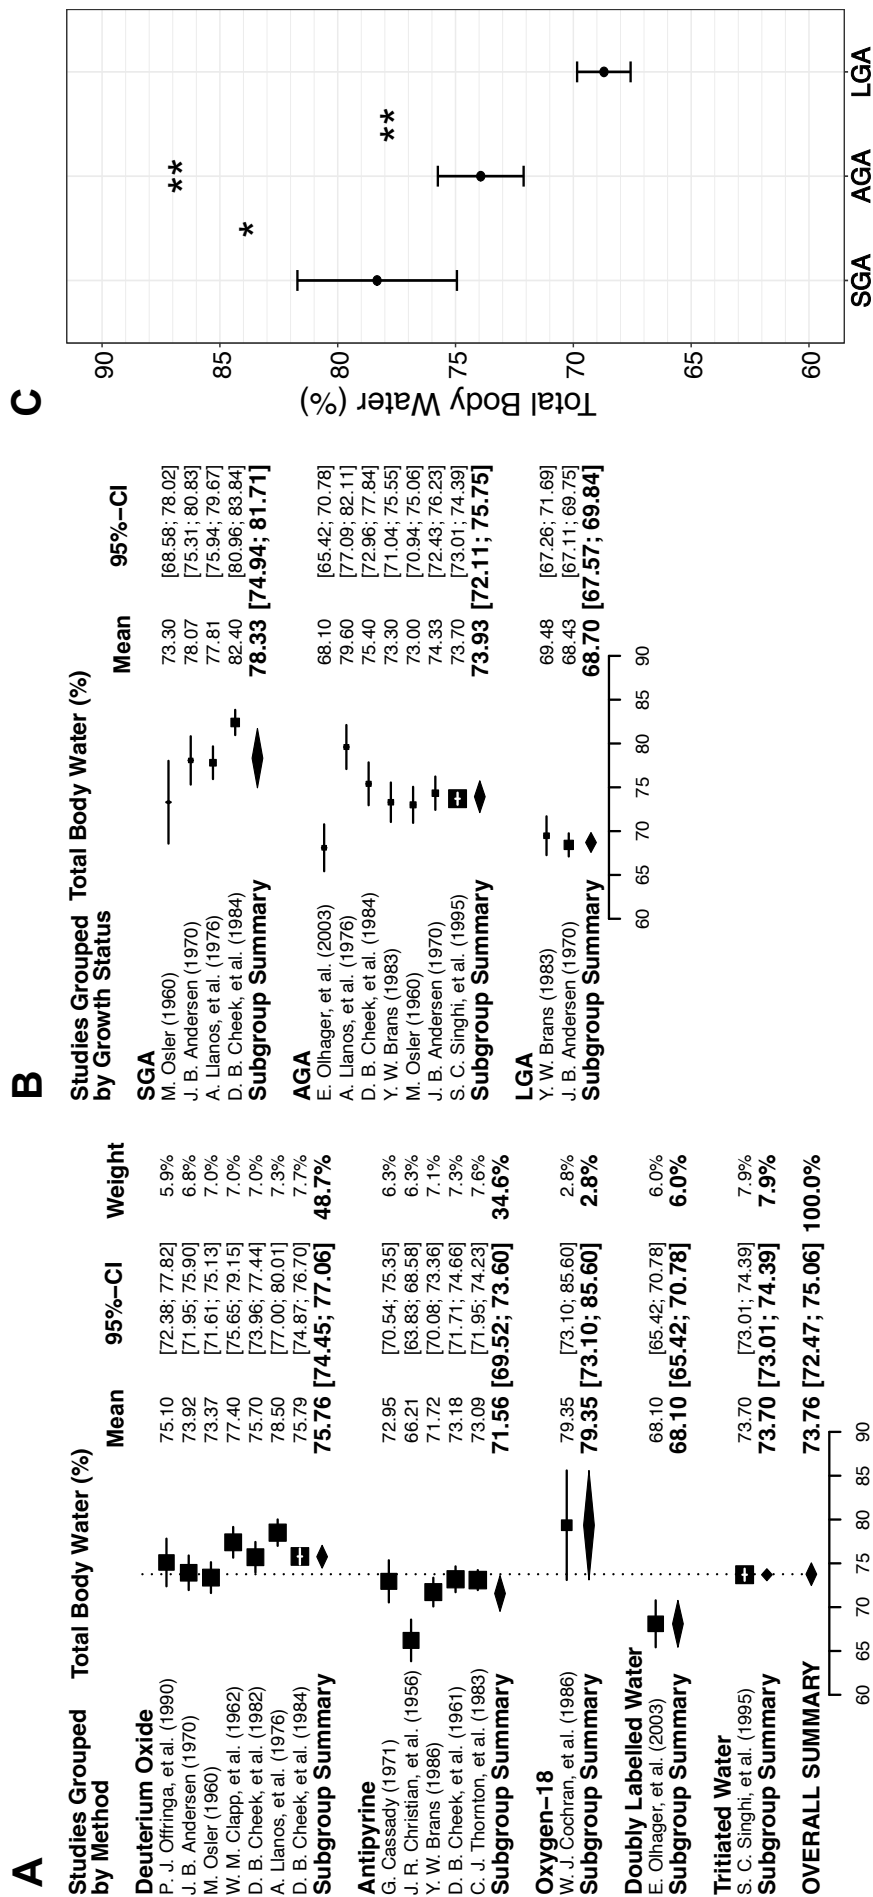 A
Studies Grouped by Method Total Body Water (%) Mean 95%−CI Weight
Deuterium Oxide
P. J. Offringa, et al. (1990) 75.10 [72.38; 77.82] 5.9%
J. B. Andersen (1970) 73.92 [71.95; 75.90] 6.8%
M. Osler (1960) 73.37 [71.61; 75.13] 7.0%
W. M. Clapp, et al. (1962) 77.40 [75.65; 79.15] 7.0%
D. B. Cheek, et al. (1982) 75.70 [73.96; 77.44] 7.0%
A. Llanos, et al. (1976) 78.50 [77.00; 80.01] 7.3%
D. B. Cheek, et al. (1984) 75.79 [74.87; 76.70] 7.7%
Subgroup Summary 75.76 [74.45; 77.06] 48.7%
Antipyrine
G. Cassady (1971) 72.95 [70.54; 75.35] 6.3%
J. R. Christian, et al. (1956) 66.21 [63.83; 68.58] 6.3%
Y. W. Brans (1986) 71.72 [70.08; 73.36] 7.1%
D. B. Cheek, et al. (1961) 73.18 [71.71; 74.66] 7.3%
C. J. Thornton, et al. (1983) 73.09 [71.95; 74.23] 7.6%
Subgroup Summary 71.56 [69.52; 73.60] 34.6%
Oxygen−18
W. J. Cochran, et al. (1986) 79.35 [73.10; 85.60] 2.8%
Subgroup Summary 79.35 [73.10; 85.60] 2.8%
Doubly Labelled Water
E. Olhager, et al. (2003) 68.10 [65.42; 70.78] 6.0%
Subgroup Summary 68.10 [65.42; 70.78] 6.0%
Tritiated Water
S. C. Singhi, et al. (1995) 73.70 [73.01; 74.39] 7.9%
Subgroup Summary 73.70 [73.01; 74.39] 7.9%
OVERALL SUMMARY 73.76 [72.47; 75.06] 100.0%
60 65 70 75 80 85 90
B
Studies Grouped by Growth Status Total Body Water (%) Mean 95%−CI
SGA
M. Osler (1960) 73.30 [68.58; 78.02]
J. B. Andersen (1970) 78.07 [75.31; 80.83]
A. Llanos, et al. (1976) 77.81 [75.94; 79.67]
D. B. Cheek, et al. (1984) 82.40 [80.96; 83.84]
Subgroup Summary 78.33 [74.94; 81.71]
AGA
E. Olhager, et al. (2003) 68.10 [65.42; 70.78]
A. Llanos, et al. (1976) 79.60 [77.09; 82.11]
D. B. Cheek, et al. (1984) 75.40 [72.96; 77.84]
Y. W. Brans (1983) 73.30 [71.04; 75.55]
M. Osler (1960) 73.00 [70.94; 75.06]
J. B. Andersen (1970) 74.33 [72.43; 76.23]
S. C. Singhi, et al. (1995) 73.70 [73.01; 74.39]
Subgroup Summary 73.93 [72.11; 75.75]
LGA
Y. W. Brans (1983) 69.48 [67.26; 71.69]
J. B. Andersen (1970) 68.43 [67.11; 69.75]
Subgroup Summary 68.70 [67.57; 69.84]
60 65 70 75 80 85 90
C
Total Body Water (%)
90
85
80
75
70
65
60
**
*
**
SGA AGA LGA